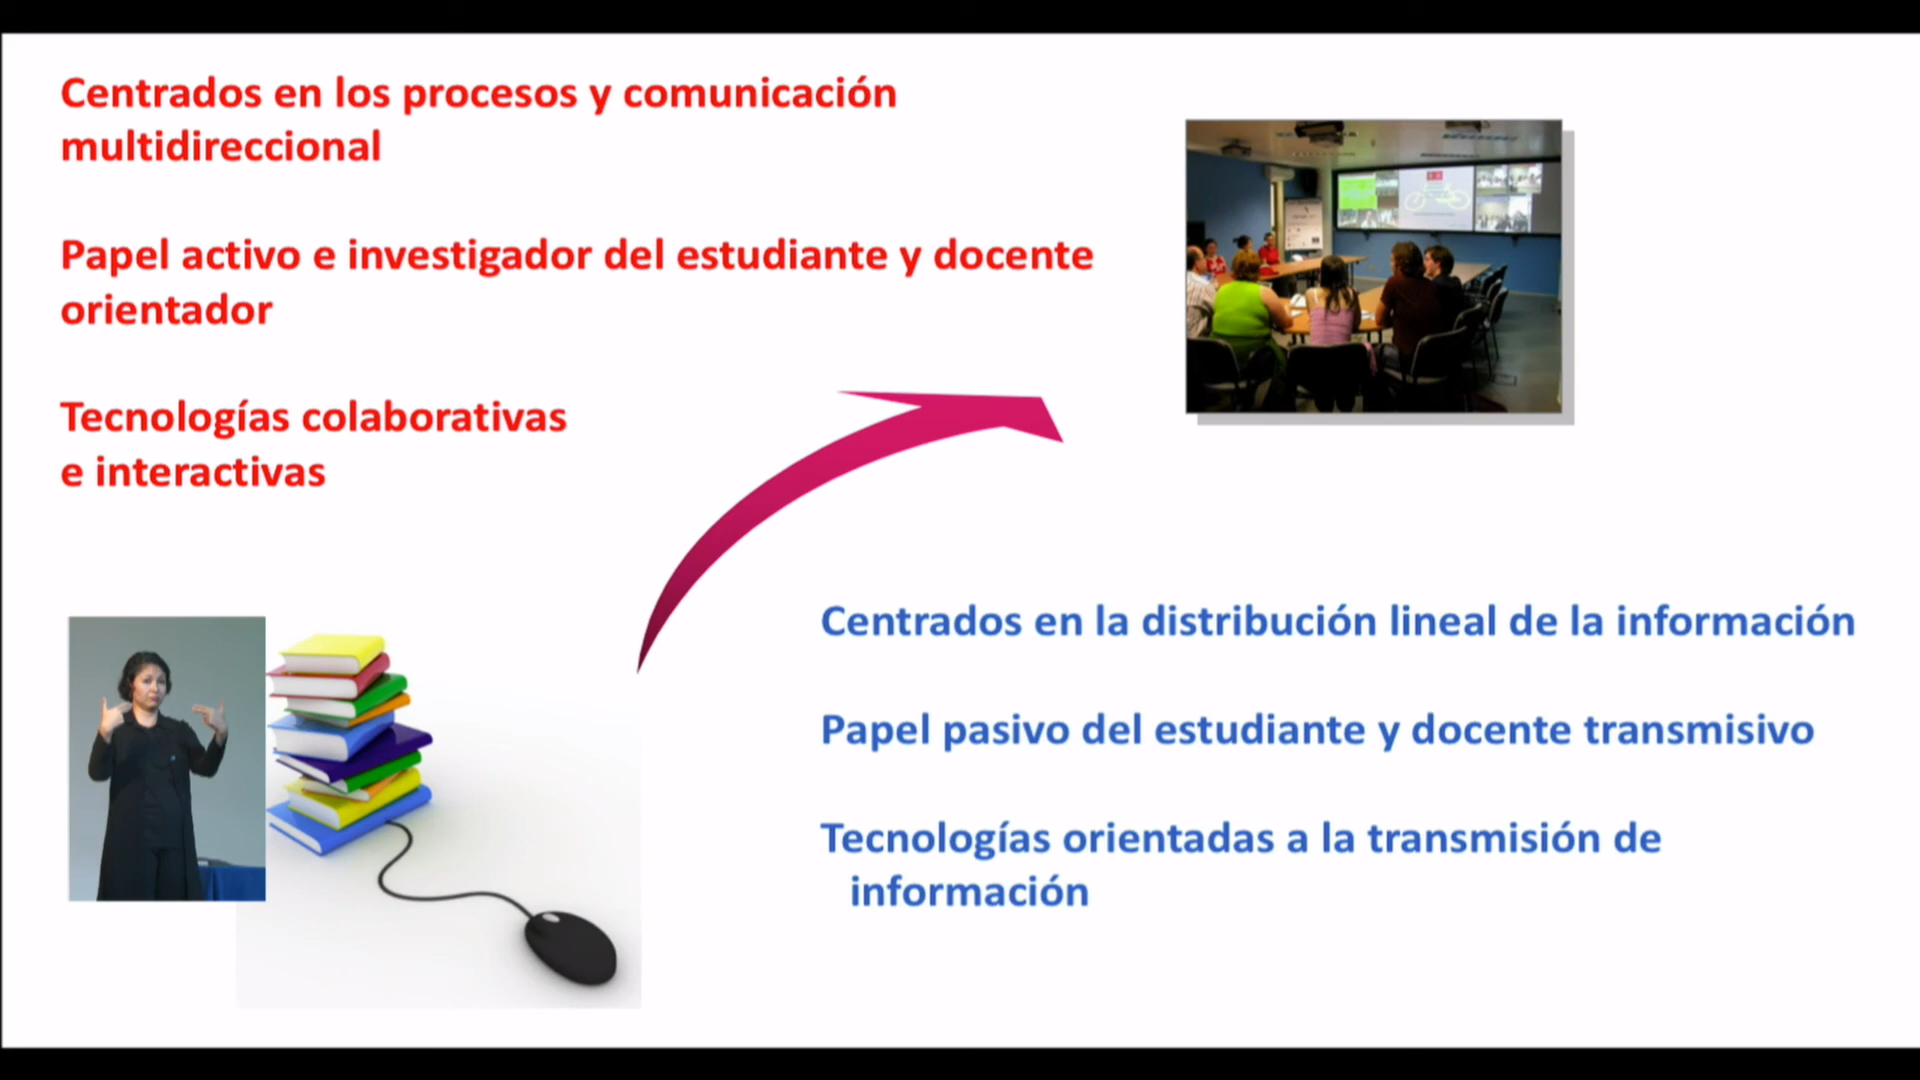 Centrados en los procesos y comunicación
multidireccional
Papel activo e investigador del estudiante y docente
orientador
Tecnologías colaborativas
e interactivas
Centrados en la distribución lineal de la información
Papel pasivo del estudiante y docente transmisivo
Tecnologías orientadas a la transmisión de
información